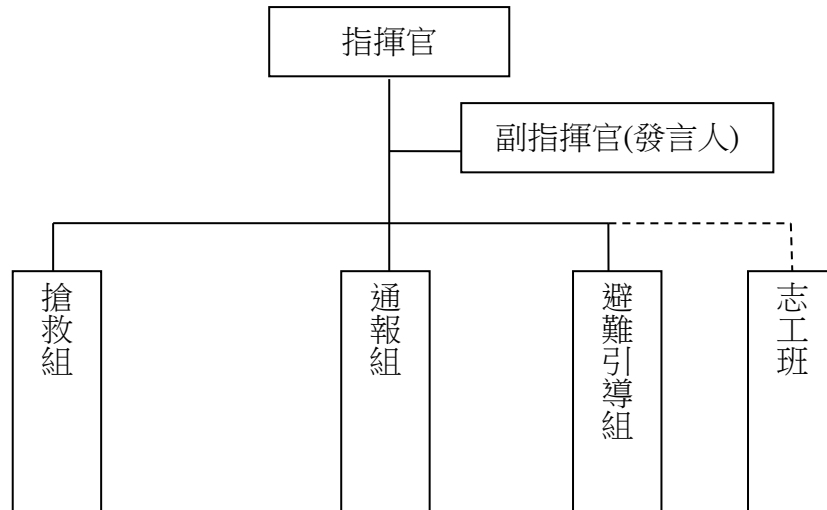 指揮官
副指揮官(發言人)
搶救組
通報組
避難引導組
志工班